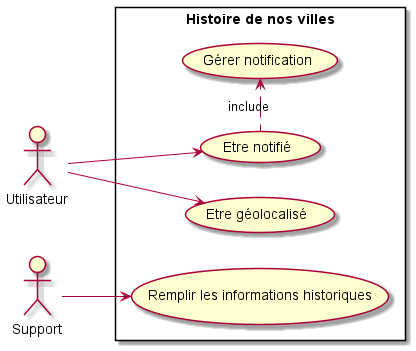 Histoire de nos villes
Gérer notification
include
Etre notifié
Utilisateur
Etre géolocalisé
Remplir les informations historiques
Support